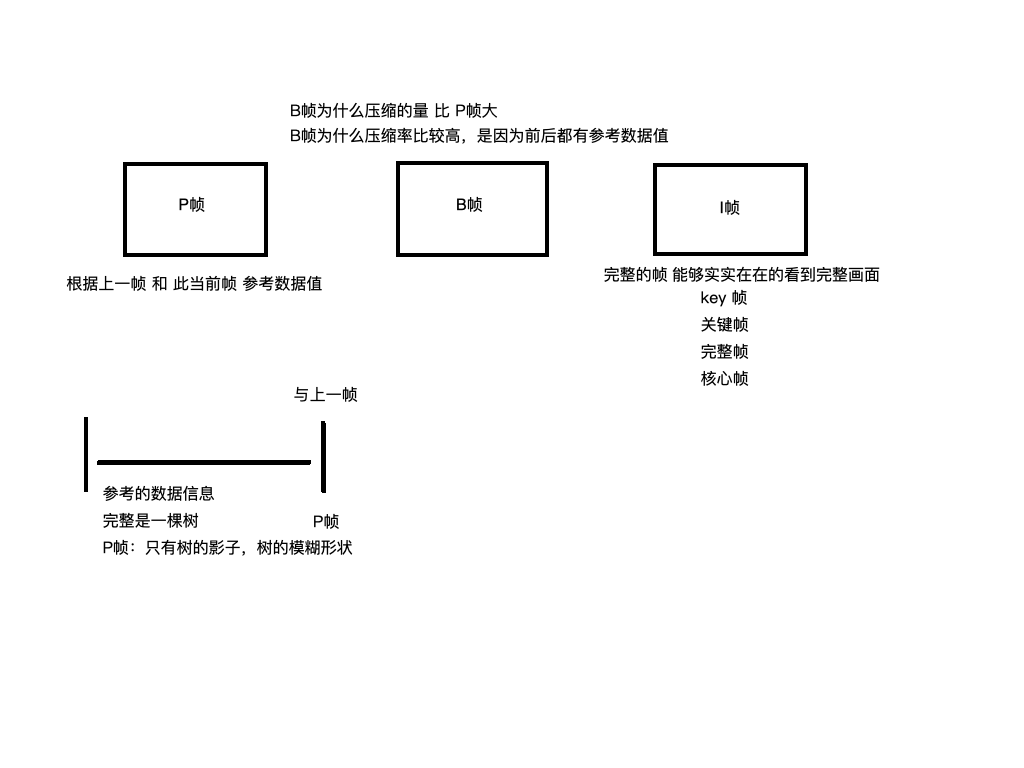 B帧为什么压缩的量 比 P帧大
B帧为什么压缩率比较高，是因为前后都有参考数据值
P帧
B帧
I帧
根据上一帧 和 此当前帧 参考数据值
完整的帧 能够实实在在的看到完整画面
key 帧
关键帧
完整帧
核心帧
与上一帧
参考的数据信息
完整是一棵树
P帧
P帧：只有树的影子，树的模糊形状